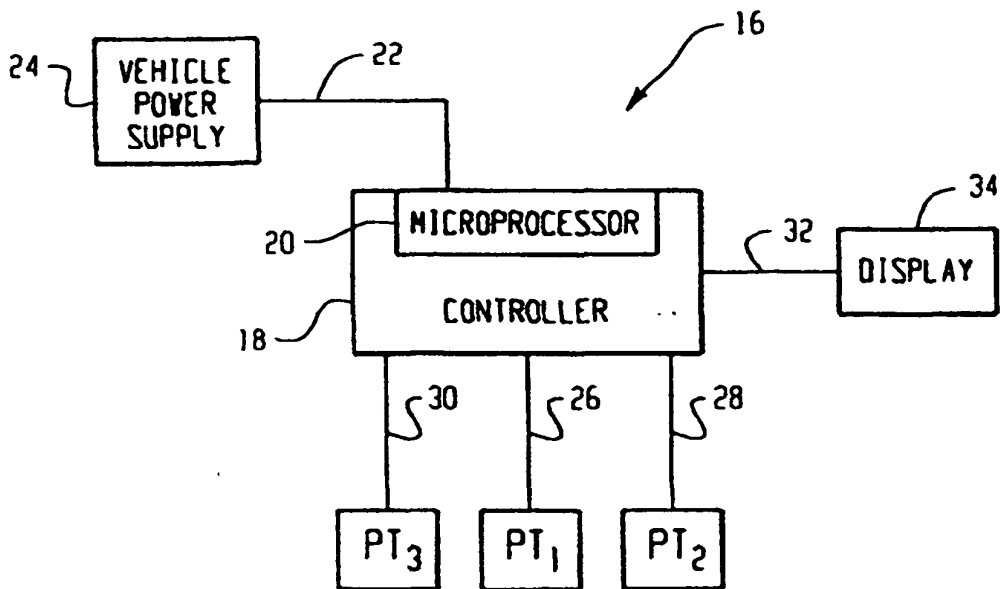 16
24
VEHICLE
POWER
SUPPLY
22
34
20
MICROPROCESSOR
32
DISPLAY
CONTROLLER
18
30
26
28
PT3
PT1
PT2